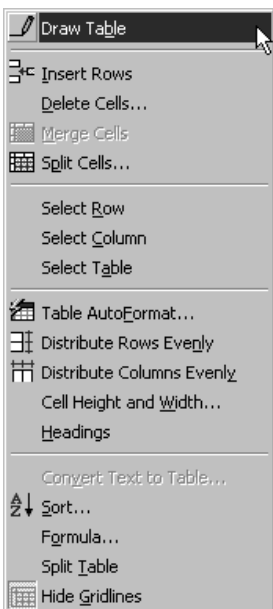 Draw Table
Insert Rows
Delete Cells...
Merge Cells
Split Cells...
Select Row
Select Column
Select Table
Table AutoFormat...
Distribute Rows Evenly
Distribute Columns Evenly
Cell Height and Width...
Headings
Convert Text to Table...
Sort...
Formula...
Split Table
Hide Gridlines